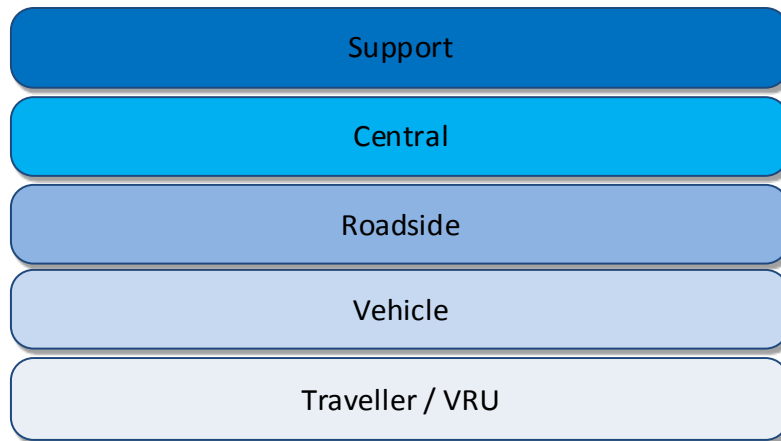 Support
Central
Roadside
Vehicle
Traveller / VRU